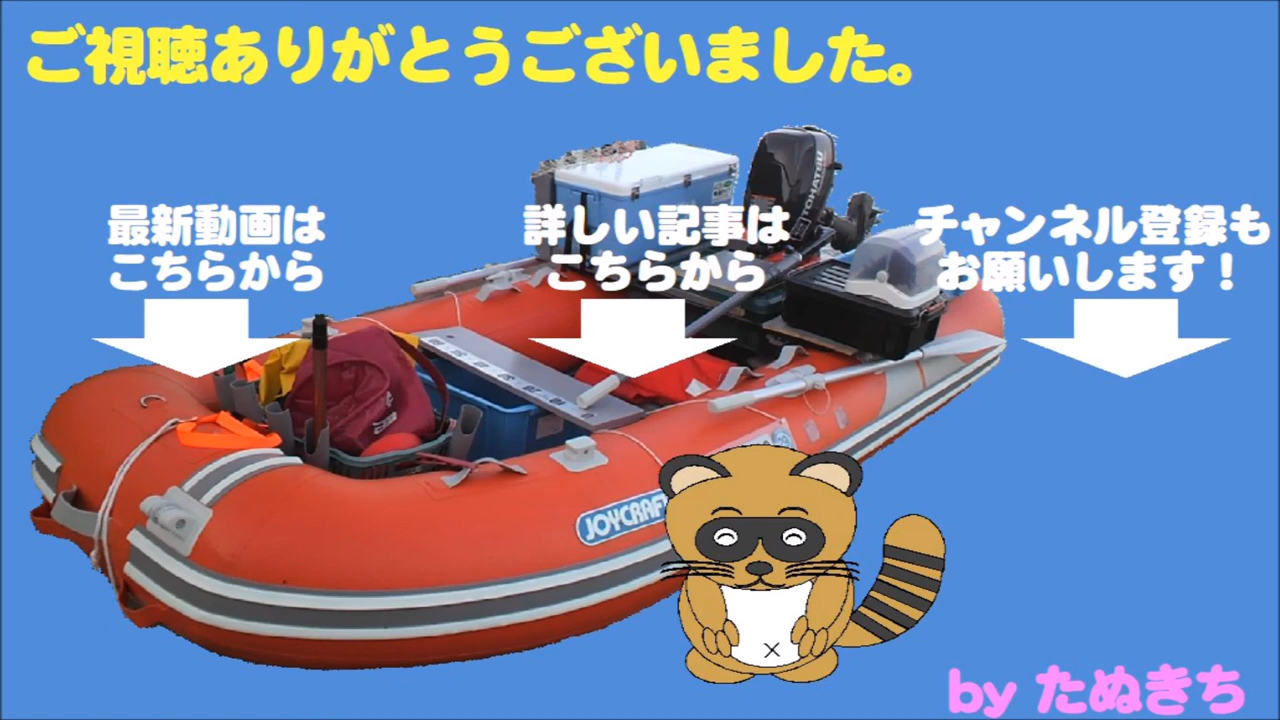 ご視聴ありがとうございました。
最新動画は
こちらから
詳しい記事は
こちらから
チャンネル登録も
お願いします！
TOHATSU
JOYCRAF
by たぬきち